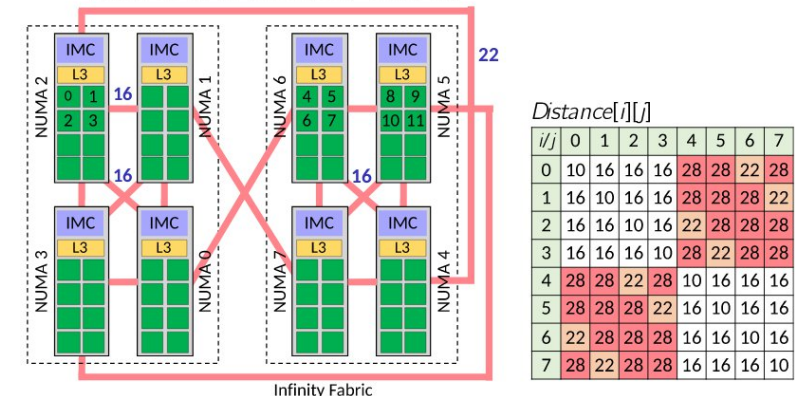 IMC
L3
0 1
2 3
NUMA 2
16
IMC
L3
NUMA 1
16
IMC
L3
NUMA 3
IMC
L3
NUMA 0
IMC
L3
4 5
6 7
NUMA 6
IMC
L3
8 9
10 11
NUMA 5
16
22
IMC
L3
NUMA 7
IMC
L3
NUMA 4
Infinity Fabric
Distance[i][j]
i/j 0 1 2 3 4 5 6 7
0 10 16 16 16 28 28 22 28
1 16 10 16 16 28 28 28 22
2 16 16 10 16 22 28 28 28
3 16 16 16 10 28 22 28 28
4 28 28 22 28 10 16 16 16
5 28 28 28 22 16 10 16 16
6 22 28 28 28 16 16 10 16
7 28 22 28 28 16 16 16 10